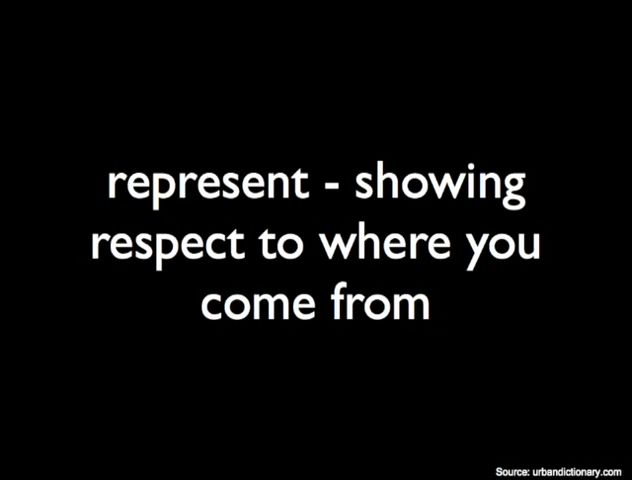 represent - showing
respect to where you
come from
Source: urbandictionary.com